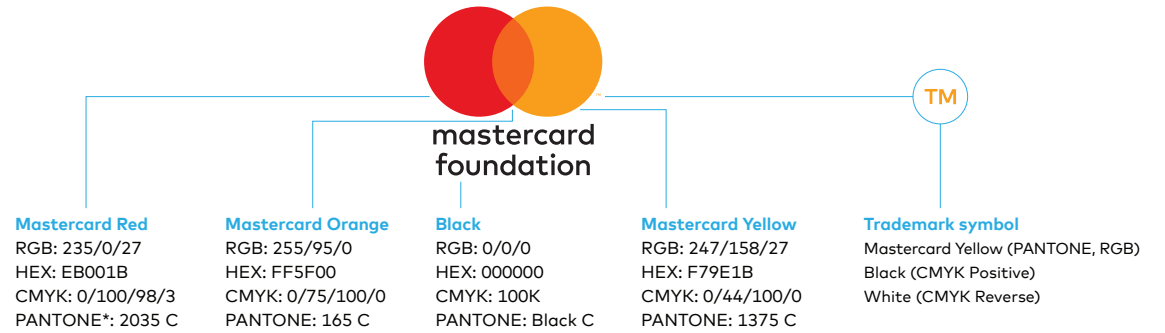 mastercard
foundation
TM
TM
Mastercard Red
RGB: 235/0/27
HEX: EB001B
CMYK: 0/100/98/3
PANTONE*: 2035 C
Mastercard Orange
RGB: 255/95/0
HEX: FF5F00
CMYK: 0/75/100/0
PANTONE: 165 C
Black
RGB: 0/0/0
HEX: 000000
CMYK: 100K
PANTONE: Black C
Mastercard Yellow
RGB: 247/158/27
HEX: F79E1B
CMYK: 0/44/100/0
PANTONE: 1375 C
Trademark symbol
Mastercard Yellow (PANTONE, RGB)
Black (CMYK Positive)
White (CMYK Reverse)